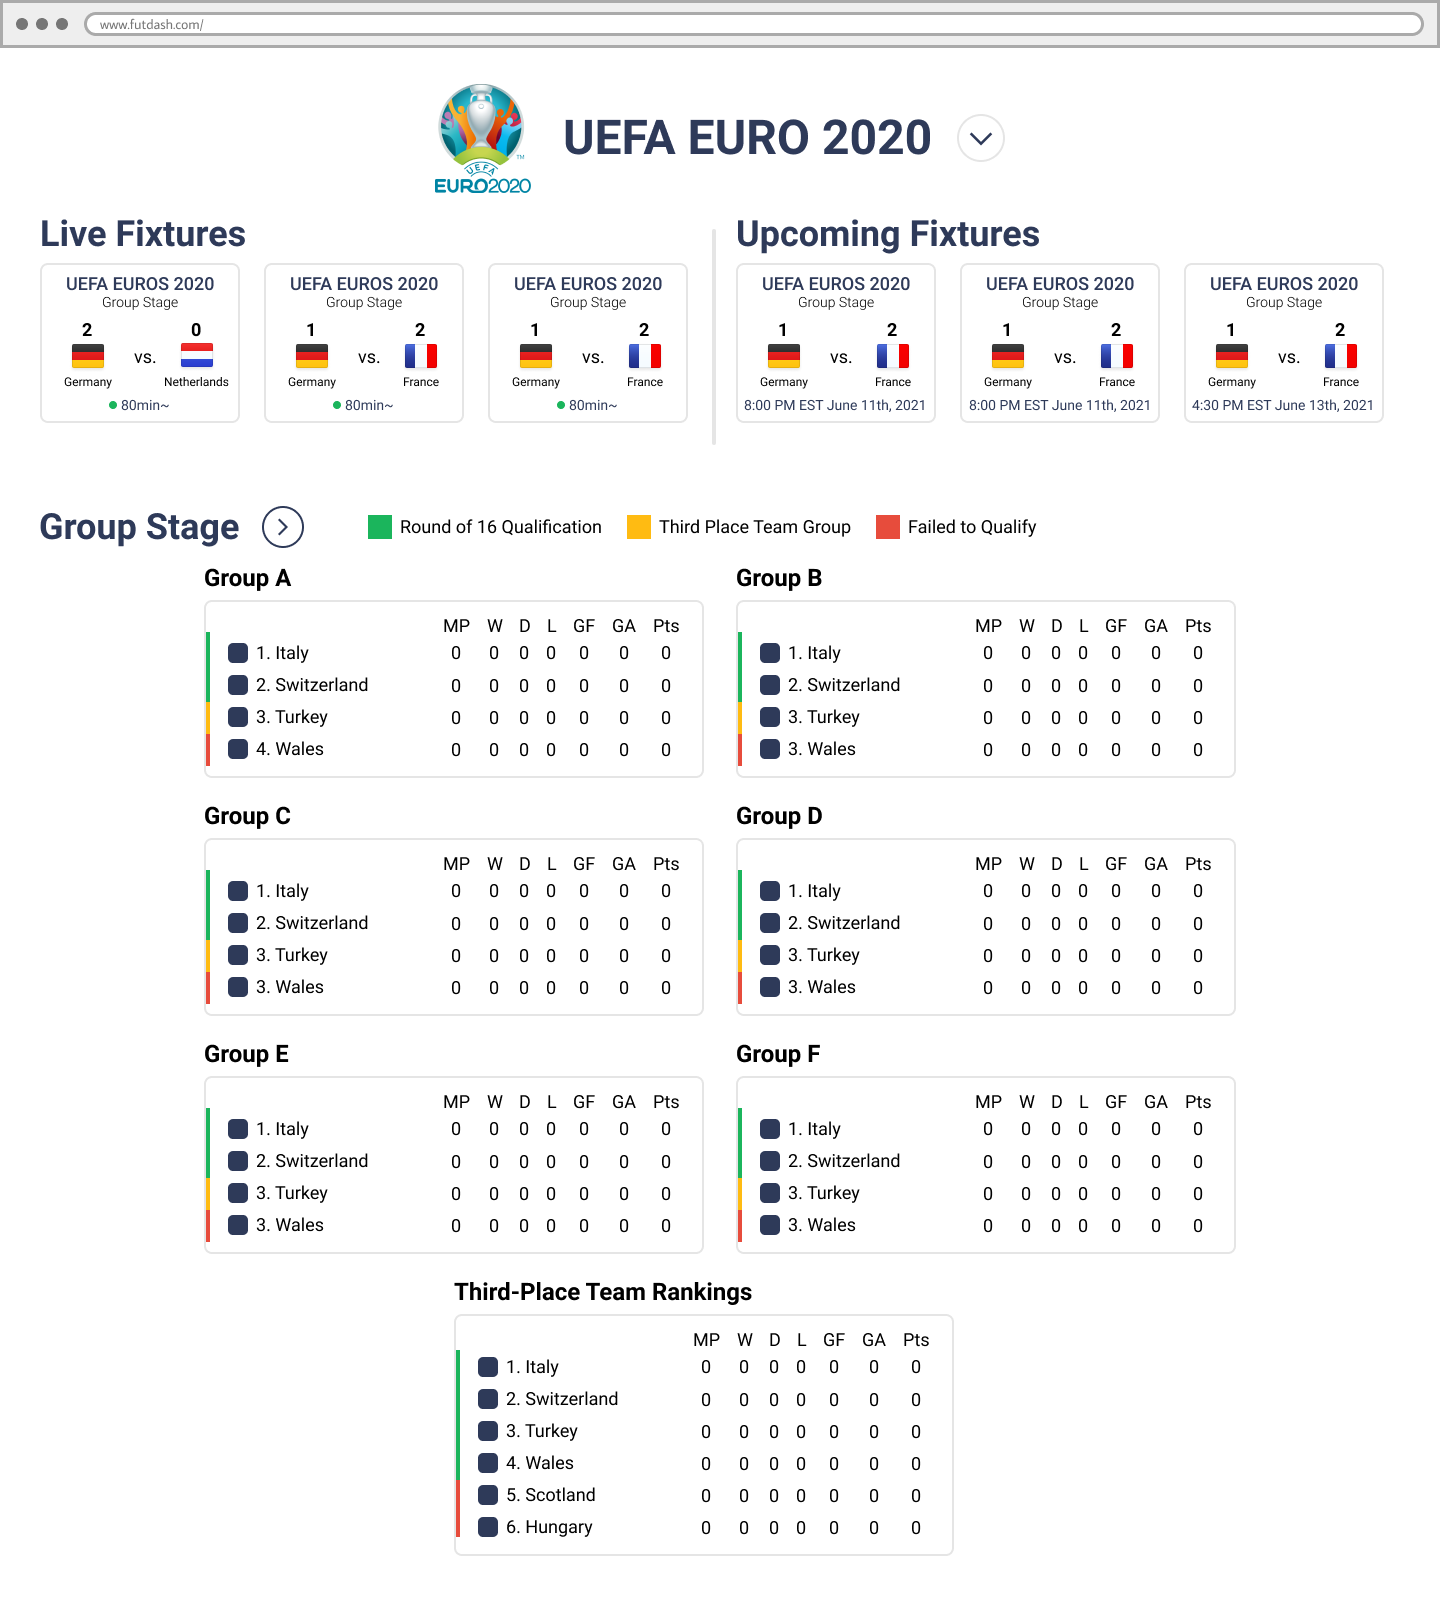 www.futdash.com/
UEFA
EURO2020
TM
UEFA EURO 2020
Live Fixtures
UEFA EUROS 2020
Group Stage
2 0
vs.
Germany Netherlands
80min~
UEFA EUROS 2020
Group Stage
1 2
vs.
Germany France
80min~
UEFA EUROS 2020
Group Stage
1 2
vs.
Germany France
80min~
Upcoming Fixtures
UEFA EUROS 2020
Group Stage
1 2
vs.
Germany France
8:00 PM EST June 11th, 2021
UEFA EUROS 2020
Group Stage
1 2
vs.
Germany France
8:00 PM EST June 11th, 2021
UEFA EUROS 2020
Group Stage
1 2
vs.
Germany France
4:30 PM EST June 13th, 2021
Group Stage
Round of 16 Qualification
Third Place Team Group
Failed to Qualify
Group A
MP W D L GF GA Pts
1. Italy 0 0 0 0 0 0 0
2. Switzerland 0 0 0 0 0 0 0
3. Turkey 0 0 0 0 0 0 0
4. Wales 0 0 0 0 0 0 0
Group B
MP W D L GF GA Pts
1. Italy 0 0 0 0 0 0 0
2. Switzerland 0 0 0 0 0 0 0
3. Turkey 0 0 0 0 0 0 0
3. Wales 0 0 0 0 0 0 0
Group C
MP W D L GF GA Pts
1. Italy 0 0 0 0 0 0 0
2. Switzerland 0 0 0 0 0 0 0
3. Turkey 0 0 0 0 0 0 0
3. Wales 0 0 0 0 0 0 0
Group D
MP W D L GF GA Pts
1. Italy 0 0 0 0 0 0 0
2. Switzerland 0 0 0 0 0 0 0
3. Turkey 0 0 0 0 0 0 0
3. Wales 0 0 0 0 0 0 0
Group E
MP W D L GF GA Pts
1. Italy 0 0 0 0 0 0 0
2. Switzerland 0 0 0 0 0 0 0
3. Turkey 0 0 0 0 0 0 0
3. Wales 0 0 0 0 0 0 0
Group F
MP W D L GF GA Pts
1. Italy 0 0 0 0 0 0 0
2. Switzerland 0 0 0 0 0 0 0
3. Turkey 0 0 0 0 0 0 0
3. Wales 0 0 0 0 0 0 0
Third-Place Team Rankings
MP W D L GF GA Pts
1. Italy 0 0 0 0 0 0 0
2. Switzerland 0 0 0 0 0 0 0
3. Turkey 0 0 0 0 0 0 0
4. Wales 0 0 0 0 0 0 0
5. Scotland 0 0 0 0 0 0 0
6. Hungary 0 0 0 0 0 0 0